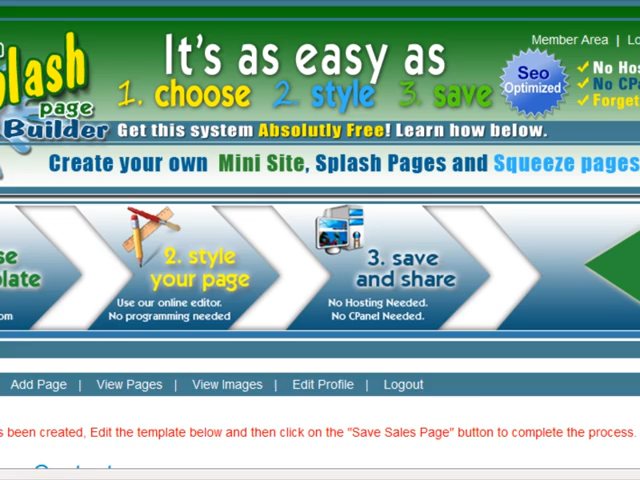 Member Area |
It's as easy as
1. choose 2. style 3. save
Seo
Optimized
No
No
Forget
plash
page
Builder
Get this system Absolutly Free! Learn how below.
Create your own Mini Site, Splash Pages and Squeeze pages
2. style
your page
Use our online editor.
No programming needed
3. save
and share
No Hosting Needed.
No CPanel Needed.
Add Page | View Pages | View Images | Edit Profile | Logout
been created, Edit the template below and then click on the "Save Sales Page" button to complete the process.